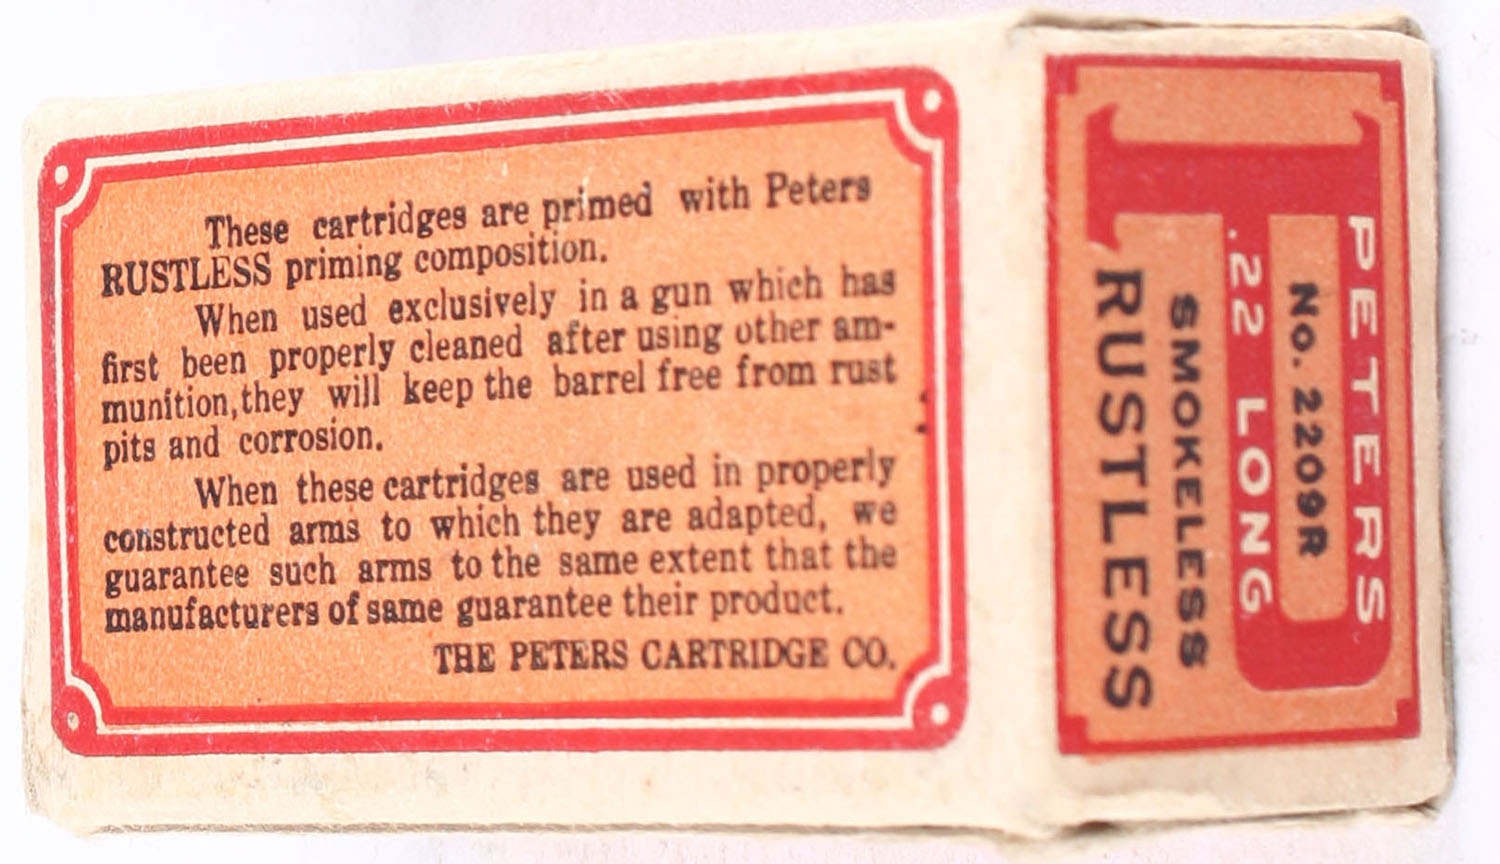 These cartridges are primed with Peters
RUSTLESS priming composition.
When used exclusively in a gun which has
first been properly cleaned after using other am-
munition, they will keep the barrel free from rust
pits and corrosion.
When these cartridges are used in properly
constructed arms to which they are adapted, we
guarantee such arms to the same extent that the
manufacturers of same guarantee their product.
THE PETERS CARTRIDGE CO.
PETERS
No. 2209R
.22 LONG
SMOKELESS
RUSTLESS
P